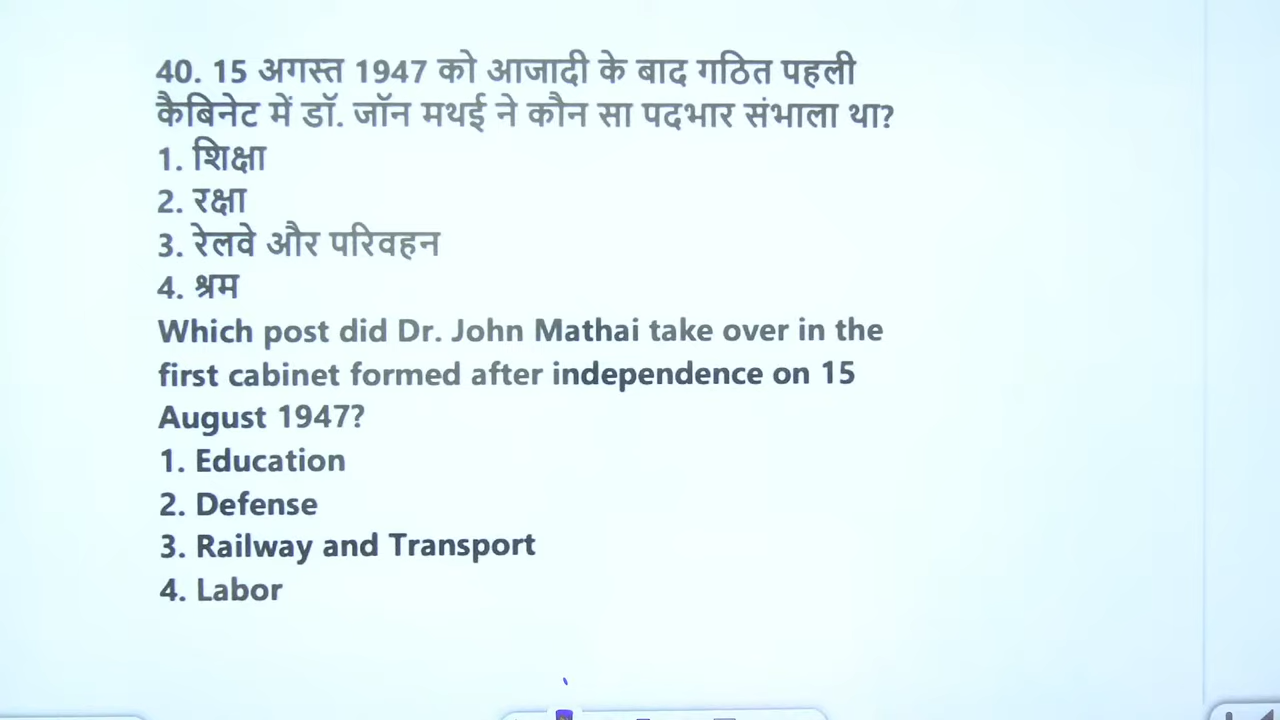 40. 15 अगस्त 1947 को आजादी के बाद गठित पहली
कैबिनेट में डॉ. जॉन मथई ने कौन सा पदभार संभाला था?
1. शिक्षा
2. रक्षा
3. रेलवे और परिवहन
4. श्रम
Which post did Dr. John Mathai take over in the
first cabinet formed after independence on 15
August 1947?
1. Education
2. Defense
3. Railway and Transport
4. Labor